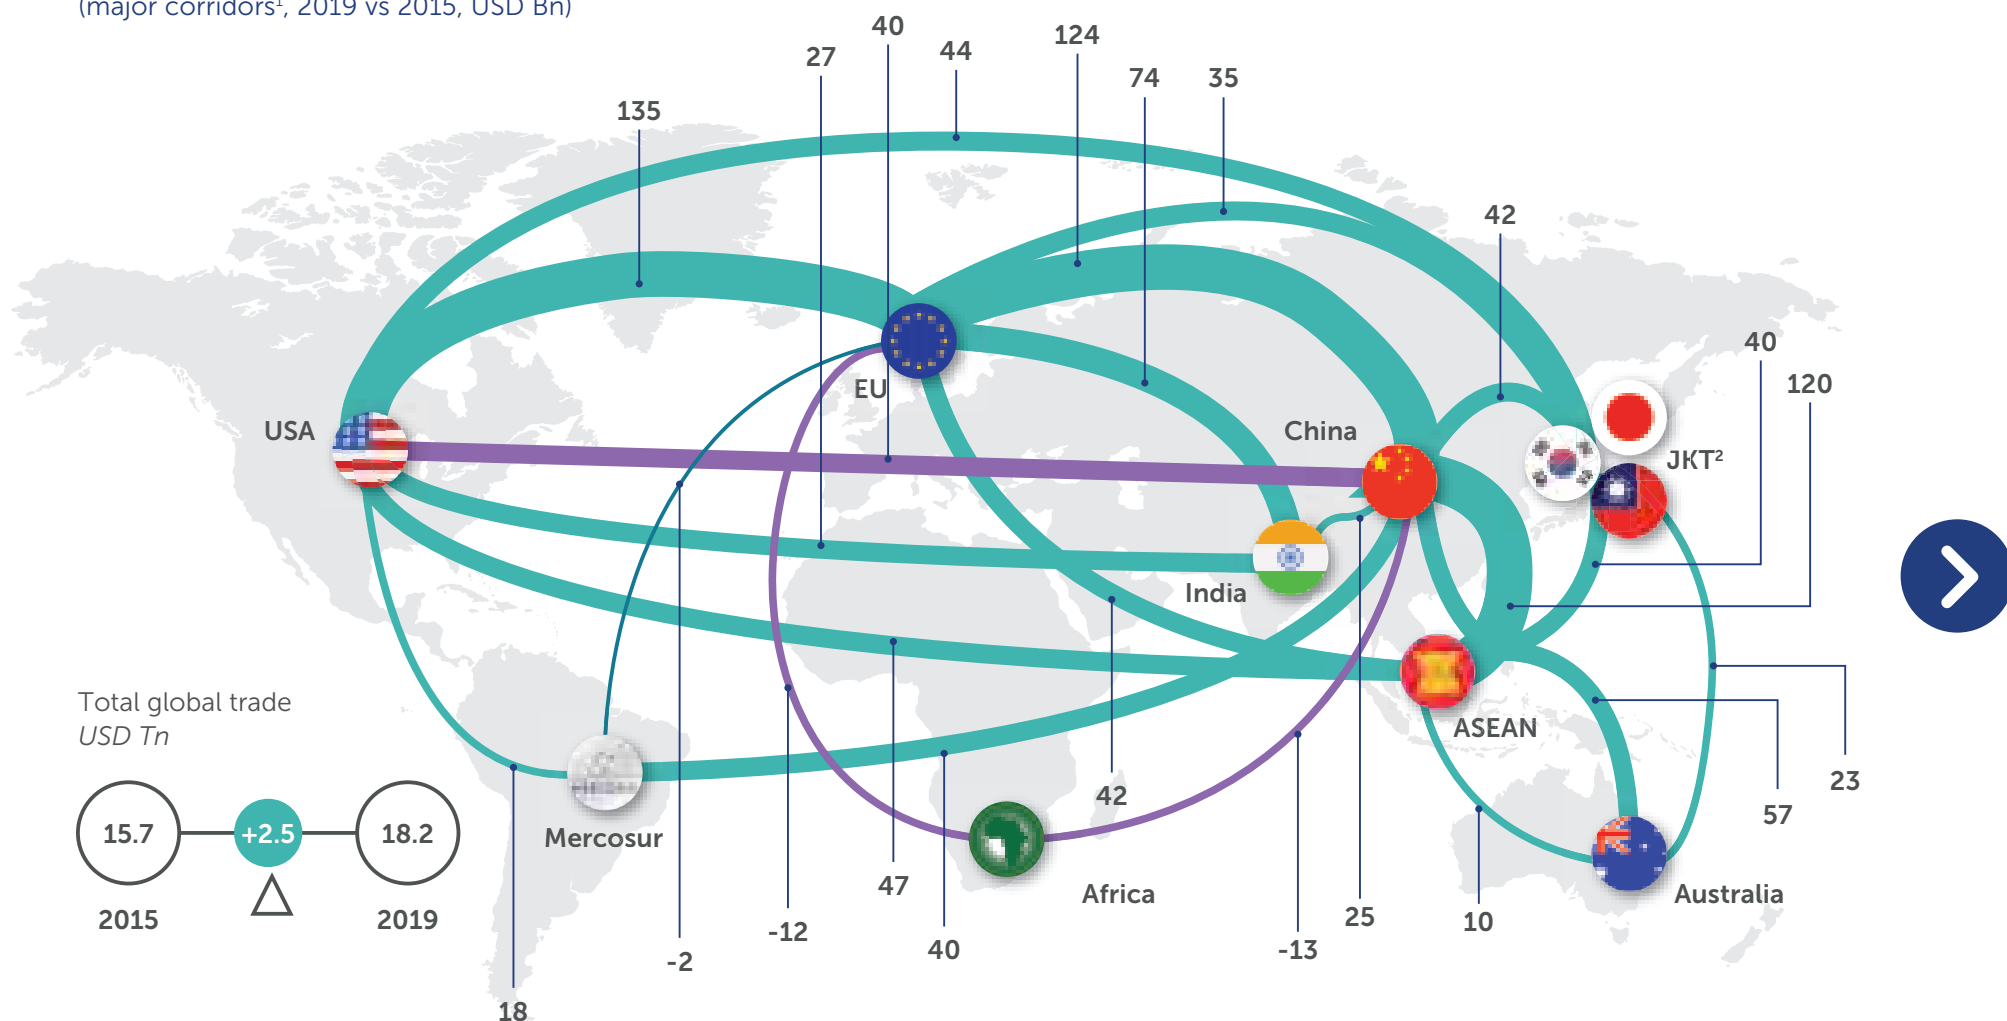 (major corridors¹, 2019 vs 2015, USD Bn)
40
44
124
27
74
35
135
42
40
120
EU
USA
China
JKT²
India
ASEAN
Total global trade
USD Tn
15.7
+2.5
18.2
2015
2019
Mercosur
Africa
Australia
42
57
23
47
25
10
-12
40
-13
-2
18